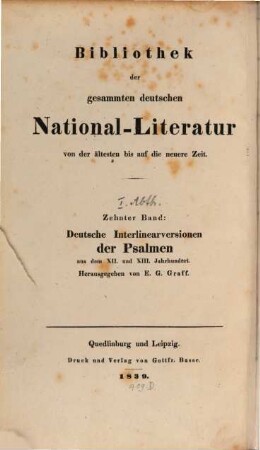 Bibliothek
der
gesammten deutschen
National-Literatur
von der ältesten bis auf die neuere Zeit.
I. Abth.
Zehnter Band:
Deutsche Interlinearversionen
der Psalmen
aus dem XII. und XIII. Jahrhundert.
Herausgegeben von E. G. Graff.
Quedlinburg und Leipzig.
Druck und Verlag von Gottfr. Basse.
1839.